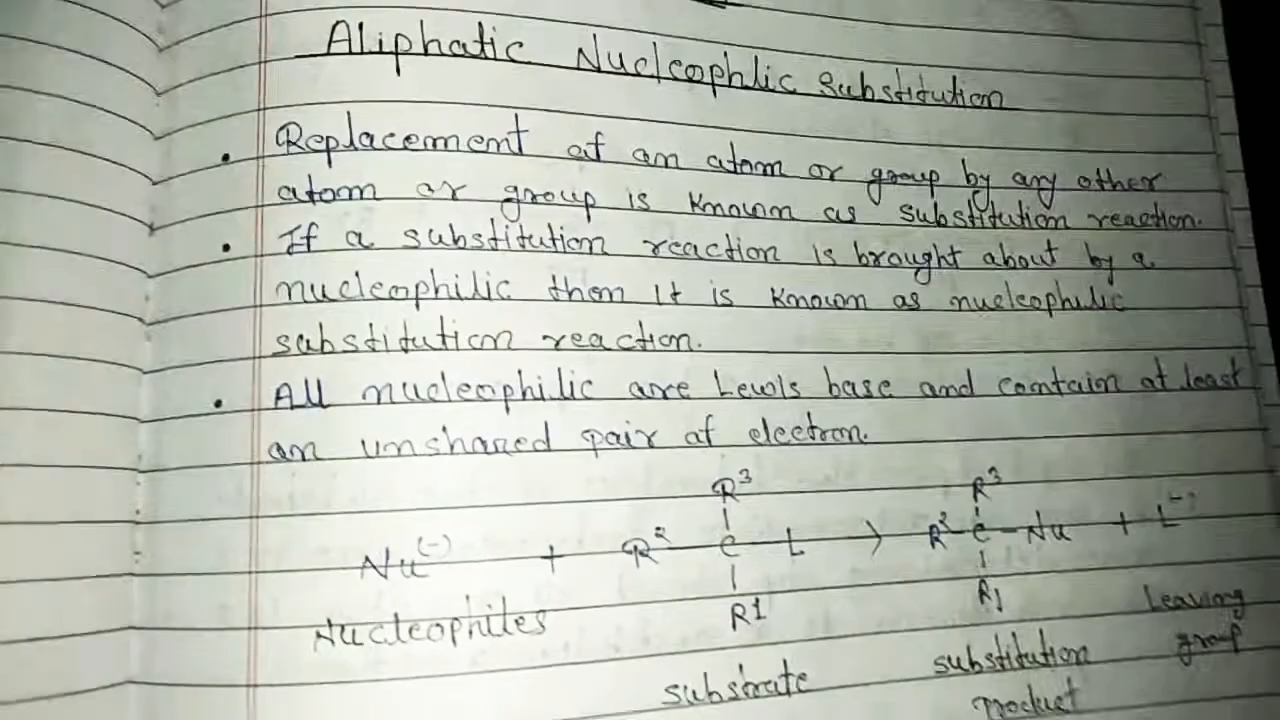 Aliphatic Nucleophlic Substitution
• Replacement of an atom or group by any other
atom or group is known as substitution reaction.
• If a substitution reaction is brought about by a
nucleophilic then It is known as nucleophilic
substitution reaction.
• All nucleophilic are Lewis base and contain at least
an unshared pair of electron.
R³ R³
Nu(-) + R² — C — L → R² — C — Nu + L(-)
R1 R1
Nucleophites substrate substitution product Leaving group